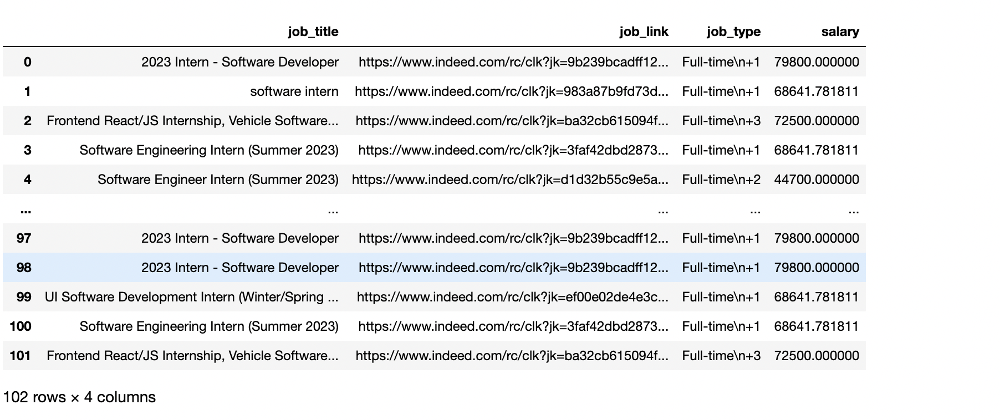 job_title job_link job_type salary
0 2023 Intern - Software Developer https://www.indeed.com/rc/clk?jk=9b239bcadff12... Full-time\n+1 79800.000000
1 software intern https://www.indeed.com/rc/clk?jk=983a87b9fd73d... Full-time\n+1 68641.781811
2 Frontend React/JS Internship, Vehicle Software... https://www.indeed.com/rc/clk?jk=ba32cb615094f... Full-time\n+3 72500.000000
3 Software Engineering Intern (Summer 2023) https://www.indeed.com/rc/clk?jk=3faf42dbd2873... Full-time\n+1 68641.781811
4 Software Engineer Intern (Summer 2023) https://www.indeed.com/rc/clk?jk=d1d32b55c9e5a... Full-time\n+2 44700.000000
... ... ... ... ...
97 2023 Intern - Software Developer https://www.indeed.com/rc/clk?jk=9b239bcadff12... Full-time\n+1 79800.000000
98 2023 Intern - Software Developer https://www.indeed.com/rc/clk?jk=9b239bcadff12... Full-time\n+1 79800.000000
99 UI Software Development Intern (Winter/Spring ... https://www.indeed.com/rc/clk?jk=ef00e02de4e3c... Full-time\n+1 68641.781811
100 Software Engineering Intern (Summer 2023) https://www.indeed.com/rc/clk?jk=3faf42dbd2873... Full-time\n+1 68641.781811
101 Frontend React/JS Internship, Vehicle Software... https://www.indeed.com/rc/clk?jk=ba32cb615094f... Full-time\n+3 72500.000000
102 rows × 4 columns